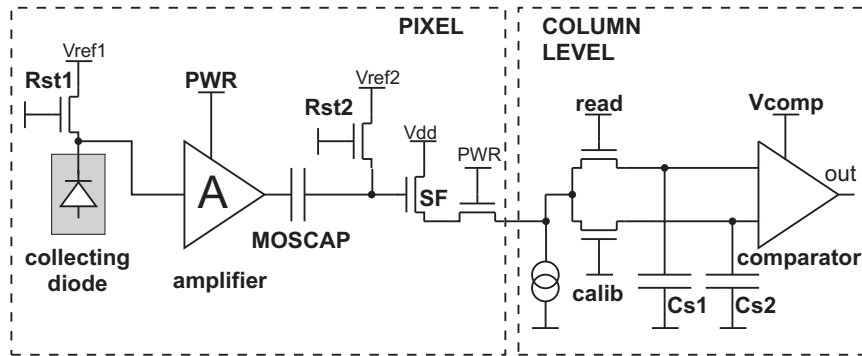 PIXEL
COLUMN
LEVEL
Vref1
Rst1
PWR
Vref2
Rst2
Vdd
PWR
read
Vcomp
A
SF
out
MOSCAP
collecting
diode
amplifier
calib
Cs1
Cs2
comparator